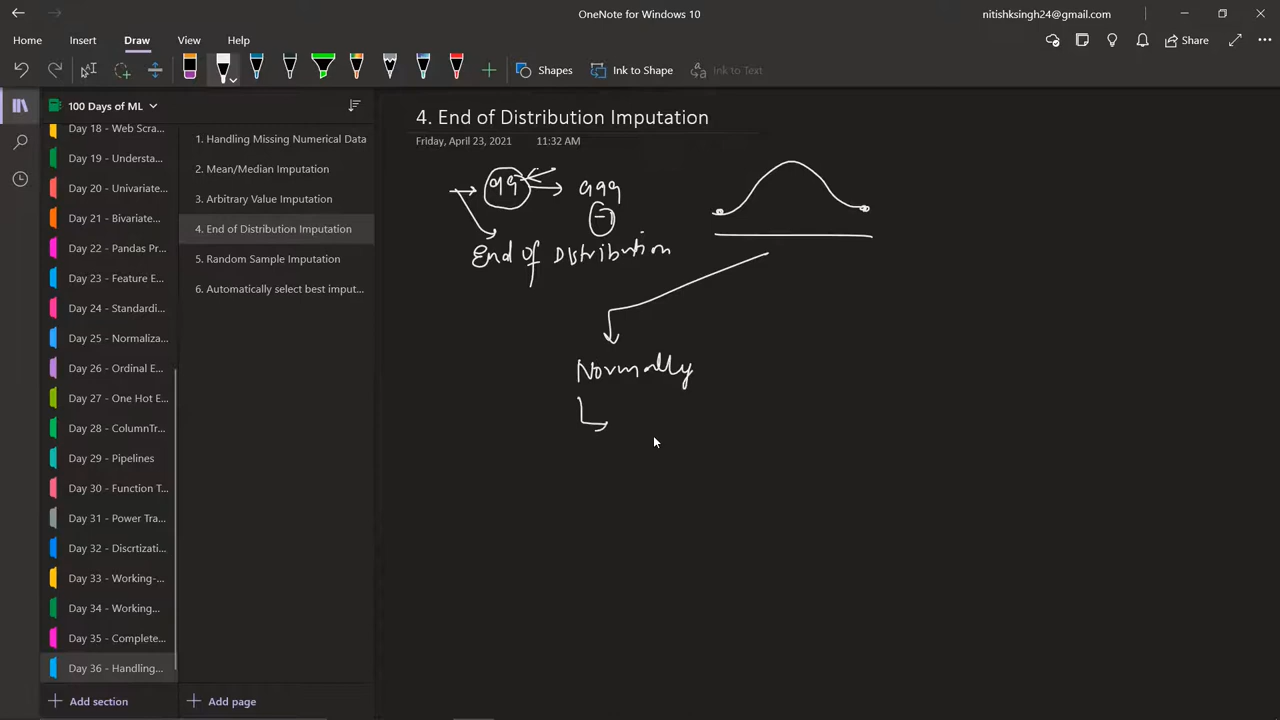 OneNote for Windows 10
nitishksingh24@gmail.com
Home
Insert
Draw
View
Help
Shapes
Ink to Shape
Ink to Text
Share
100 Days of ML
Day 18 - Web Scra...
Day 19 - Understa...
Day 20 - Univariate...
Day 21 - Bivariate...
Day 22 - Pandas Pr...
Day 23 - Feature E...
Day 24 - Standardi...
Day 25 - Normaliza...
Day 26 - Ordinal E...
Day 27 - One Hot E...
Day 28 - ColumnTr...
Day 29 - Pipelines
Day 30 - Function T...
Day 31 - Power Tra...
Day 32 - Discrtization...
Day 33 - Working-...
Day 34 - Working...
Day 35 - Complete...
Day 36 - Handling...
Add section
1. Handling Missing Numerical Data
2. Mean/Median Imputation
3. Arbitrary Value Imputation
4. End of Distribution Imputation
5. Random Sample Imputation
6. Automatically select best imput...
Add page
4. End of Distribution Imputation
Friday, April 23, 2021 11:32 AM
99 999
-1
End of Distribution
Normally